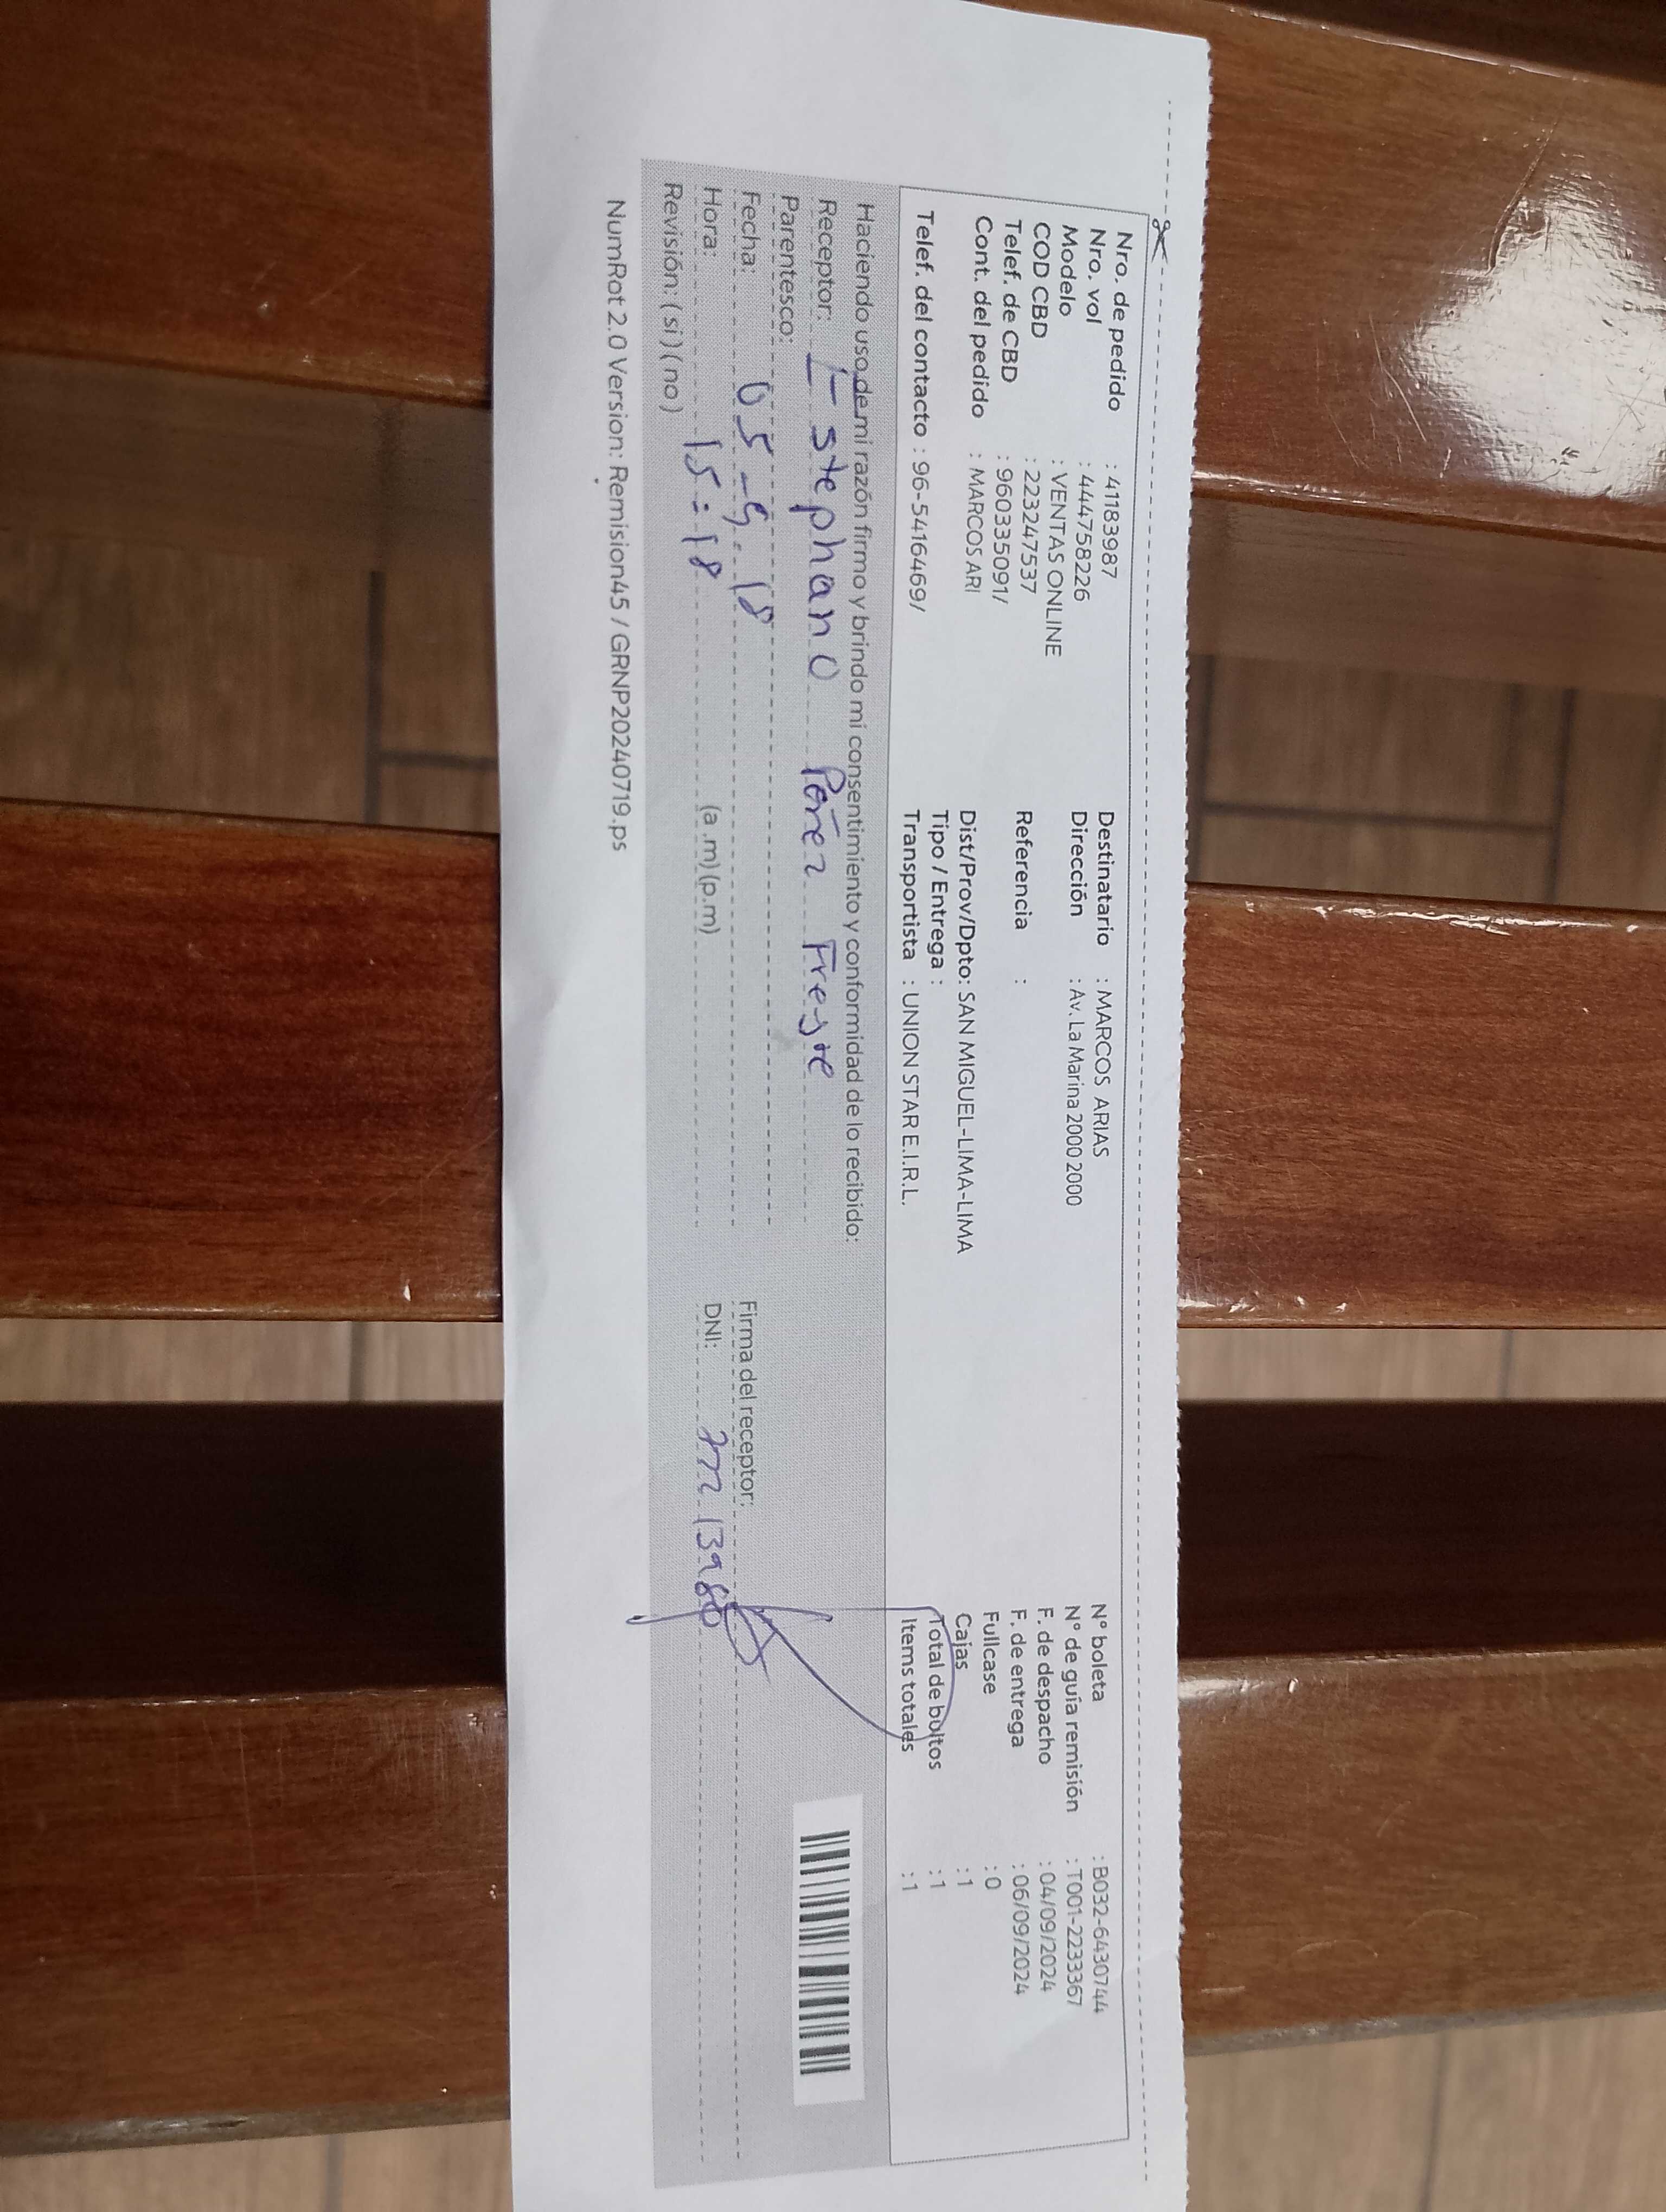 Nro. de pedido : 41183987
Nro. vol : 444758226
Modelo : VENTAS ONLINE
COD CBD : 223247537
Telef. de CBD : 960335091/
Cont. del pedido : MARCOS ARI
Telef. del contacto : 96-5416469/
Destinatario : MARCOS ARIAS
Dirección : Av. La Marina 2000 2000
Referencia :
Dist/Prov/Dpto: SAN MIGUEL-LIMA-LIMA
Tipo / Entrega :
Transportista : UNION STAR E.I.R.L.
N° boleta : B032-6430744
N° de guía remisión : T001-2233367
F. de despacho : 04/09/2024
F. de entrega : 06/09/2024
Fullcase : 0
Cajas : 1
Total de bultos : 1
Items totales : 1
Haciendo uso de mi razón firmo y brindo mi consentimiento y conformidad de lo recibido:
Receptor: Estephano Pérez
Parentesco:
Fecha:
Hora: 15:18 (a.m) (p.m)
Revisión: (si) (no)
Firma del receptor:
DNI:
NumRot 2.0 Version: Remision45 / GRNP20240719.ps